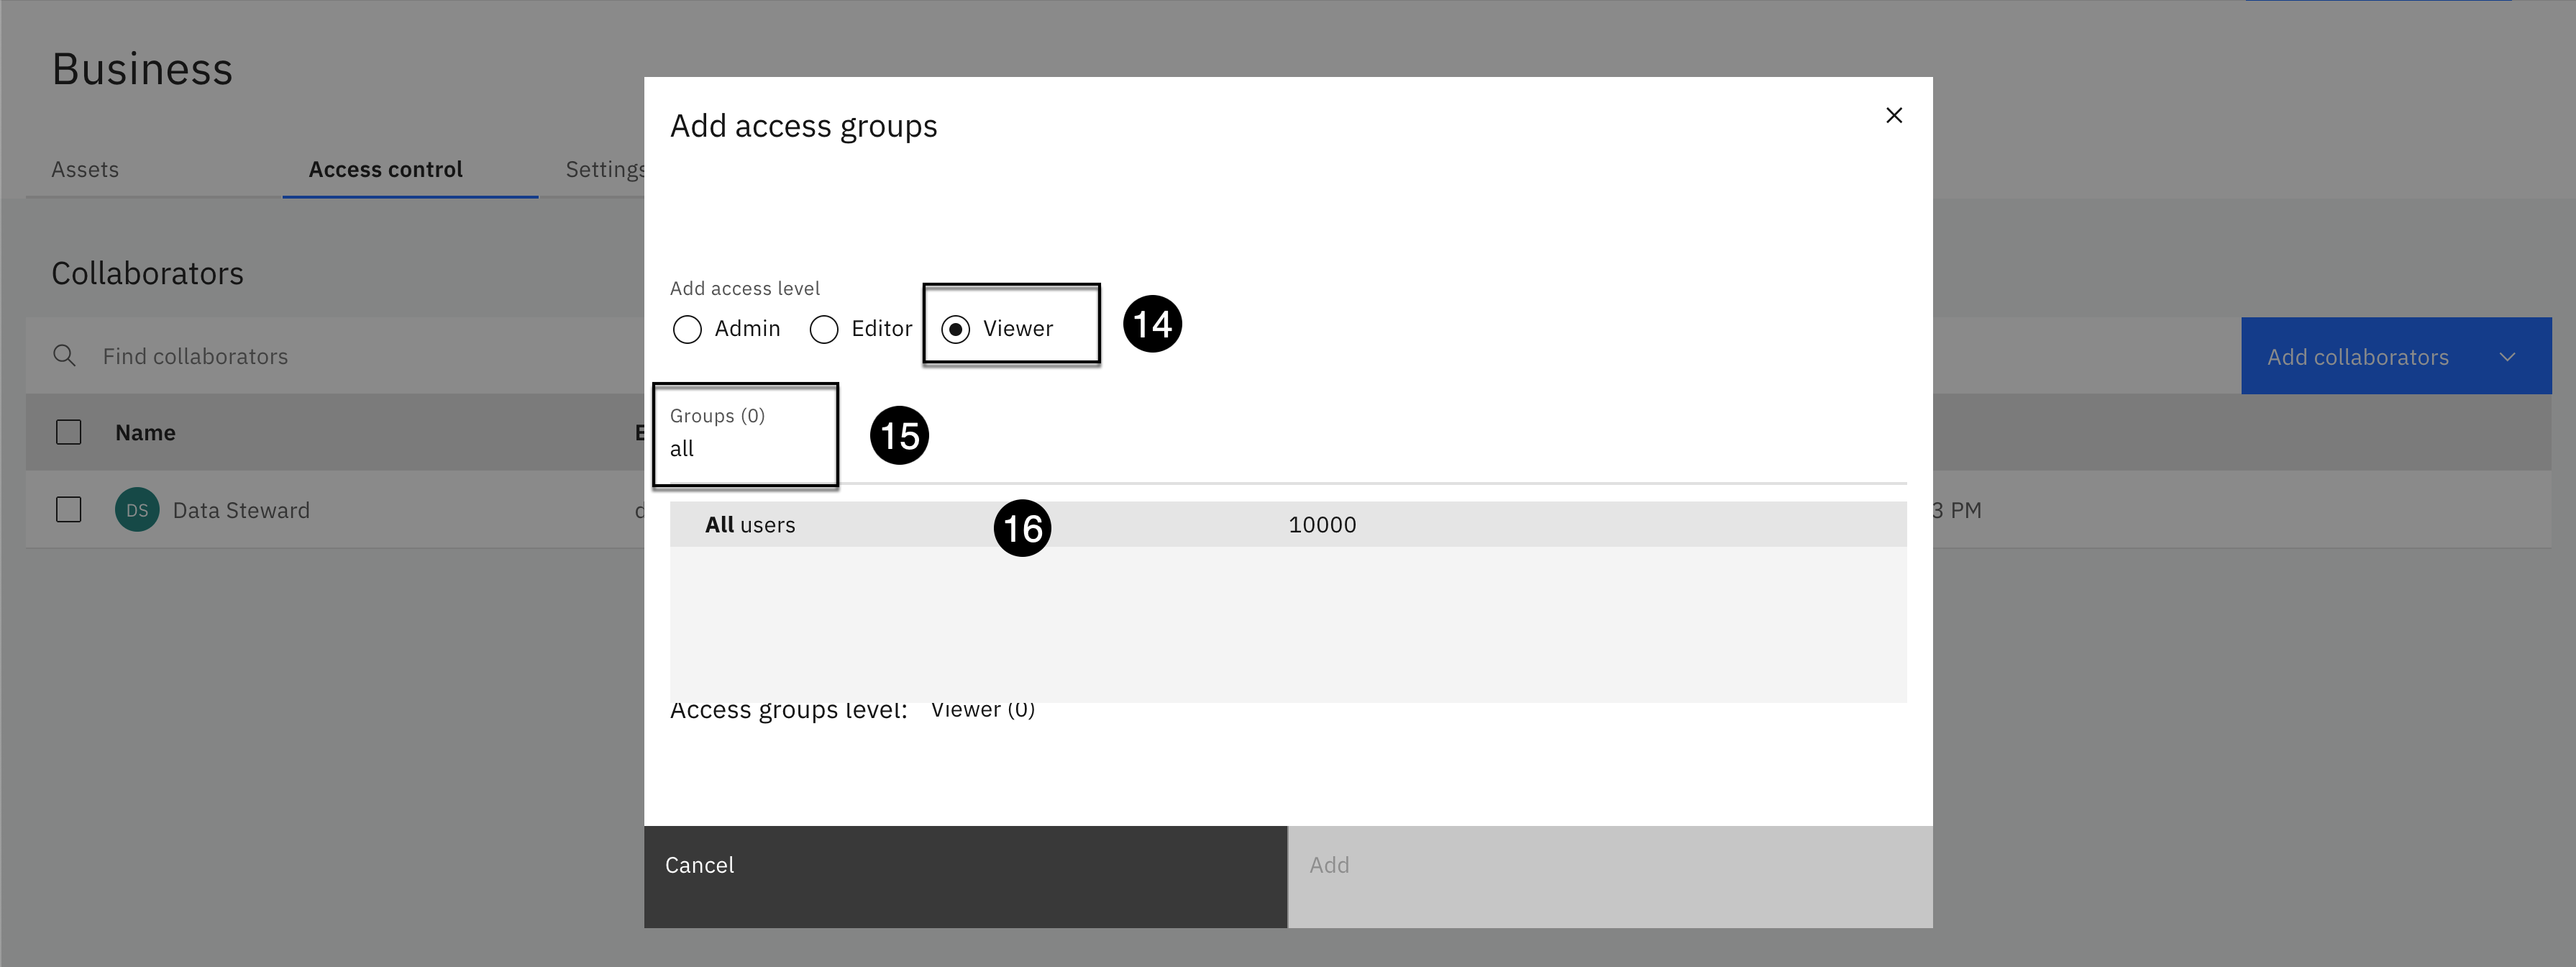 Business
Assets
Access control
Settings
Collaborators
Find collaborators
Add collaborators
Name
DS
Data Steward
3 PM
Add access groups
Add access level
Admin
Editor
Viewer
14
Groups (0)
all
15
All users
16
10000
Access groups level: Viewer (0)
Cancel
Add